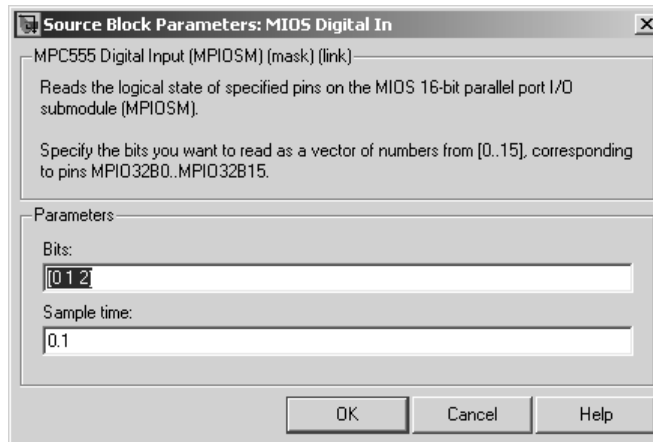 Source Block Parameters: MIOS Digital In
MPC555 Digital Input (MPIOSM) (mask) (link)
Reads the logical state of specified pins on the MIOS 16-bit parallel port I/O
submodule (MPIOSM).
Specify the bits you want to read as a vector of numbers from [0..15], corresponding
to pins MPIO32B0..MPIO32B15.
Parameters
Bits:
[0 1 2]
Sample time:
0.1
OK
Cancel
Help